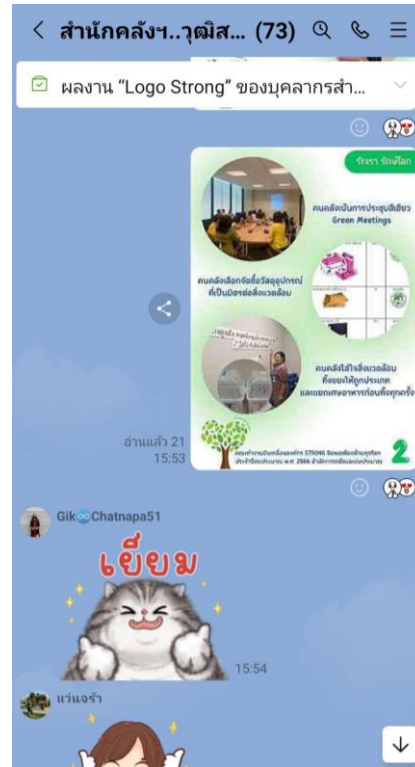 สำนักคลังฯ..วุฒิส... (73)
ผลงาน “Logo Strong” ของบุคลากรสำ...
รักเรา รักษ์โลก
คนคลังเน้นการประชุมสีเขียว
Green Meetings
คนคลังเลือกจัดซื้อวัสดุอุปกรณ์
ที่เป็นมิตรต่อสิ่งแวดล้อม
คนคลังใส่ใจสิ่งแวดล้อม
ทิ้งขยะให้ถูกประเภท
และแยกเศษอาหารก่อนทิ้งทุกครั้ง
2
อ่านแล้ว 21
15:53
Gik Chatnapa51
เยี่ยม
15:54
แว่นจร้า